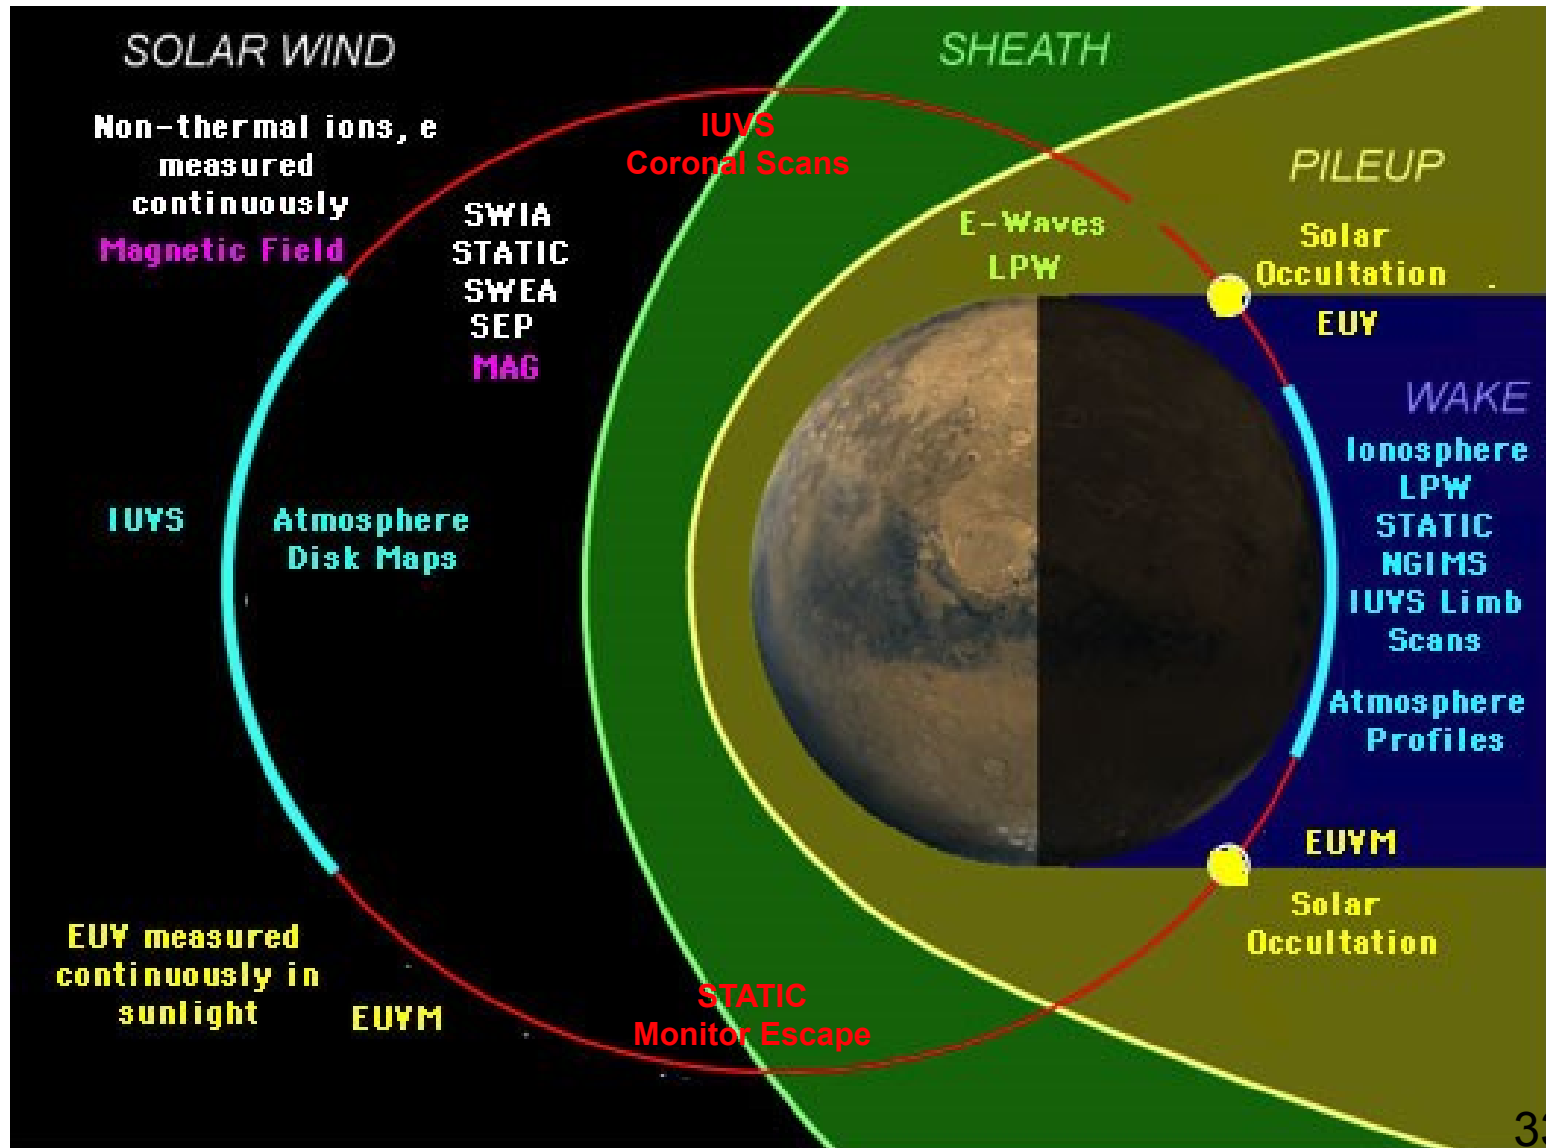 SOLAR WIND
SHEATH
Non-thermal ions, e
measured
continuously
Magnetic Field
IUVS
Coronal Scans
PILEUP
SWIA
STATIC
SWEA
SEP
MAG
E-Waves
LPW
Solar
Occultation
EUV
WAKE
Ionosphere
LPW
STATIC
NGIMS
IUVS Limb
Scans
Atmosphere
Profiles
IUVS
Atmosphere
Disk Maps
EUVM
Solar
Occultation
EUV measured
continuously in
sunlight
EUVM
STATIC
Monitor Escape